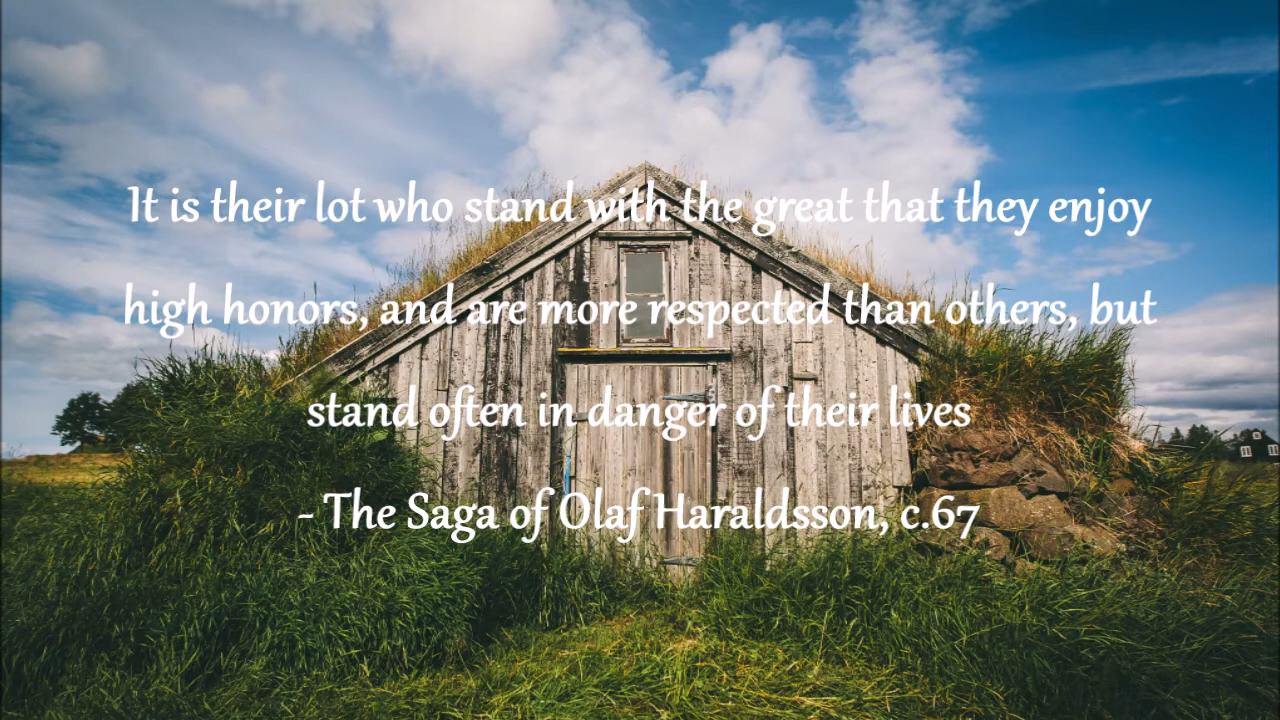 It is their lot who stand with the great that they enjoy
high honors, and are more respected than others, but
stand often in danger of their lives
- The Saga of Olaf Haraldsson, c.67